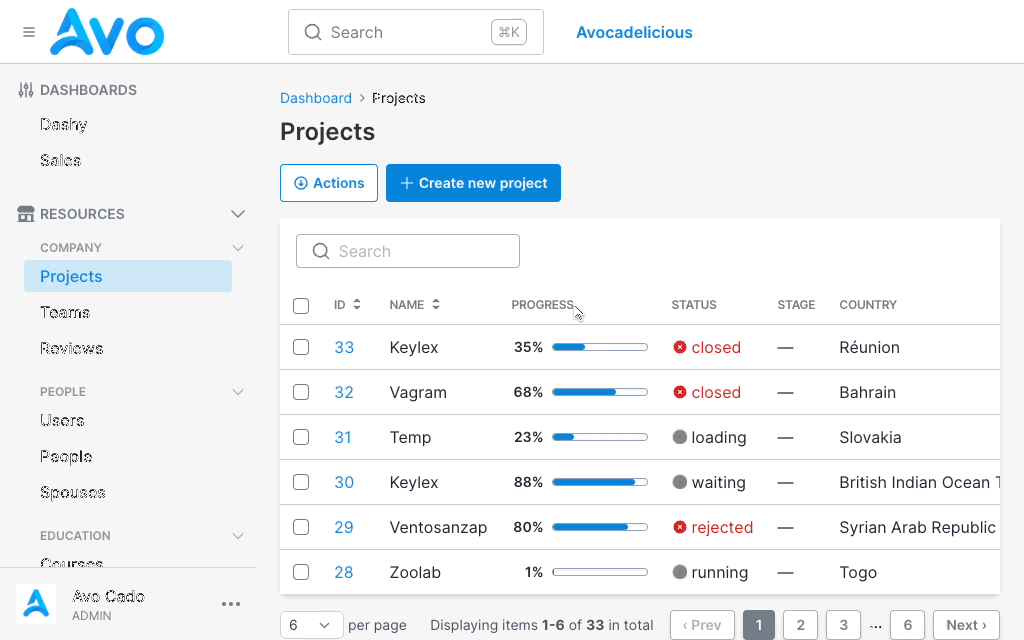 Avo
Search ⌘K
Avocadelicious
DASHBOARDS
Dashy
Sales
RESOURCES
COMPANY
Projects
Teams
Reviews
PEOPLE
Users
People
Spouses
EDUCATION
Courses
Avo Cado
ADMIN
Dashboard › Projects
Projects
Actions
+ Create new project
Search
ID NAME PROGRESS STATUS STAGE COUNTRY
33 Keylex 35% closed — Réunion
32 Vagram 68% closed — Bahrain
31 Temp 23% loading — Slovakia
30 Keylex 88% waiting — British Indian Ocean T
29 Ventosanzap 80% rejected — Syrian Arab Republic
28 Zoolab 1% running — Togo
6 per page Displaying items 1-6 of 33 in total ‹ Prev 1 2 3 ... 6 Next ›